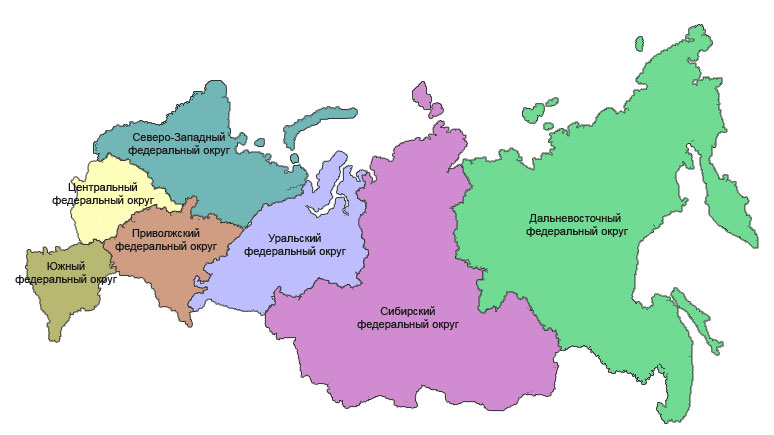 Северо-Западный
федеральный округ
Центральный
федеральный округ
Приволжский
федеральный округ
Южный
федеральный округ
Уральский
федеральный округ
Сибирский
федеральный округ
Дальневосточный
федеральный округ